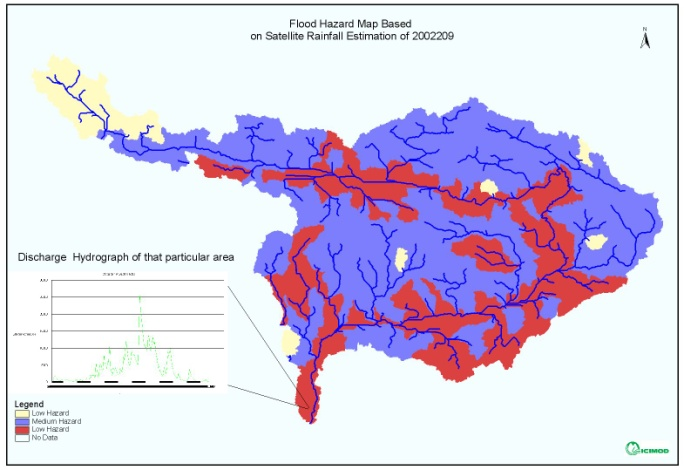 Flood Hazard Map Based
on Satellite Rainfall Estimation of 2002209
N
Discharge Hydrograph of that particular area
Legend
Low Hazard
Medium Hazard
Low Hazard
No Data
ICIMOD